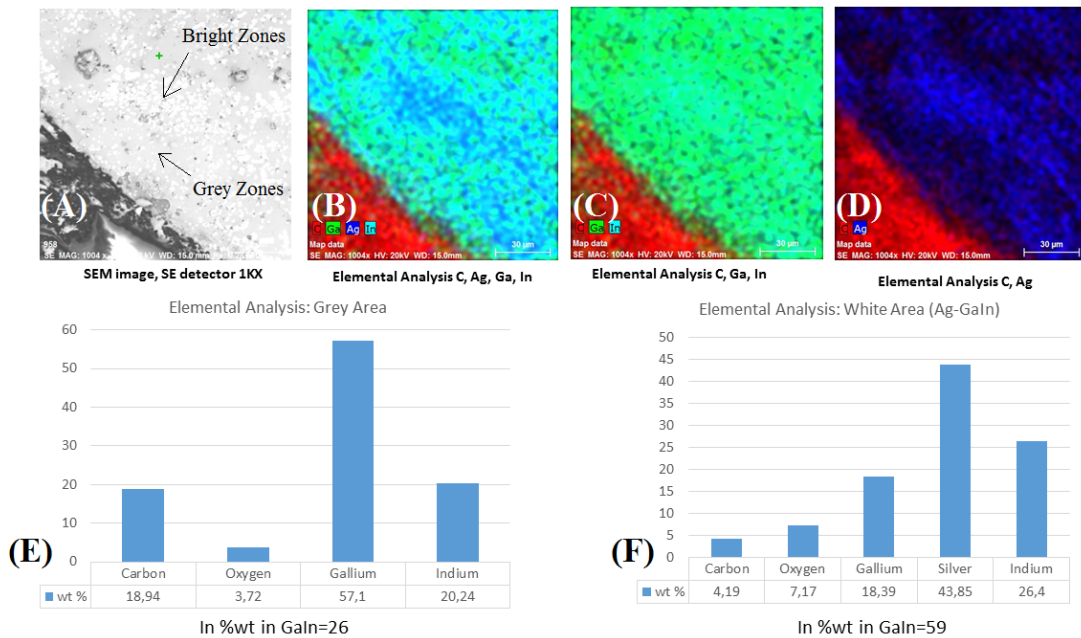 Bright Zones
Grey Zones
(A)
958
SE MAG: 1004 x HV: 20kV WD: 15.0 mm
SEM image, SE detector 1KX
(B)
C Ga Ag In
Map data
SE MAG: 1004x HV: 20kV WD: 15.0mm
30 µm
Elemental Analysis C, Ag, Ga, In
(C)
C Ga In
Map data
SE MAG: 1004x HV: 20kV WD: 15.0mm
30 µm
Elemental Analysis C, Ga, In
(D)
C Ag
Map data
SE MAG: 1004x HV: 20kV WD: 15.0mm
30 µm
Elemental Analysis C, Ag
Elemental Analysis: Grey Area
60
50
40
30
20
10
0
Carbon Oxygen Gallium Indium
wt % 18,94 3,72 57,1 20,24
(E)
In %wt in GaIn=26
Elemental Analysis: White Area (Ag-GaIn)
50
45
40
35
30
25
20
15
10
5
0
Carbon Oxygen Gallium Silver Indium
wt % 4,19 7,17 18,39 43,85 26,4
(F)
In %wt in GaIn=59